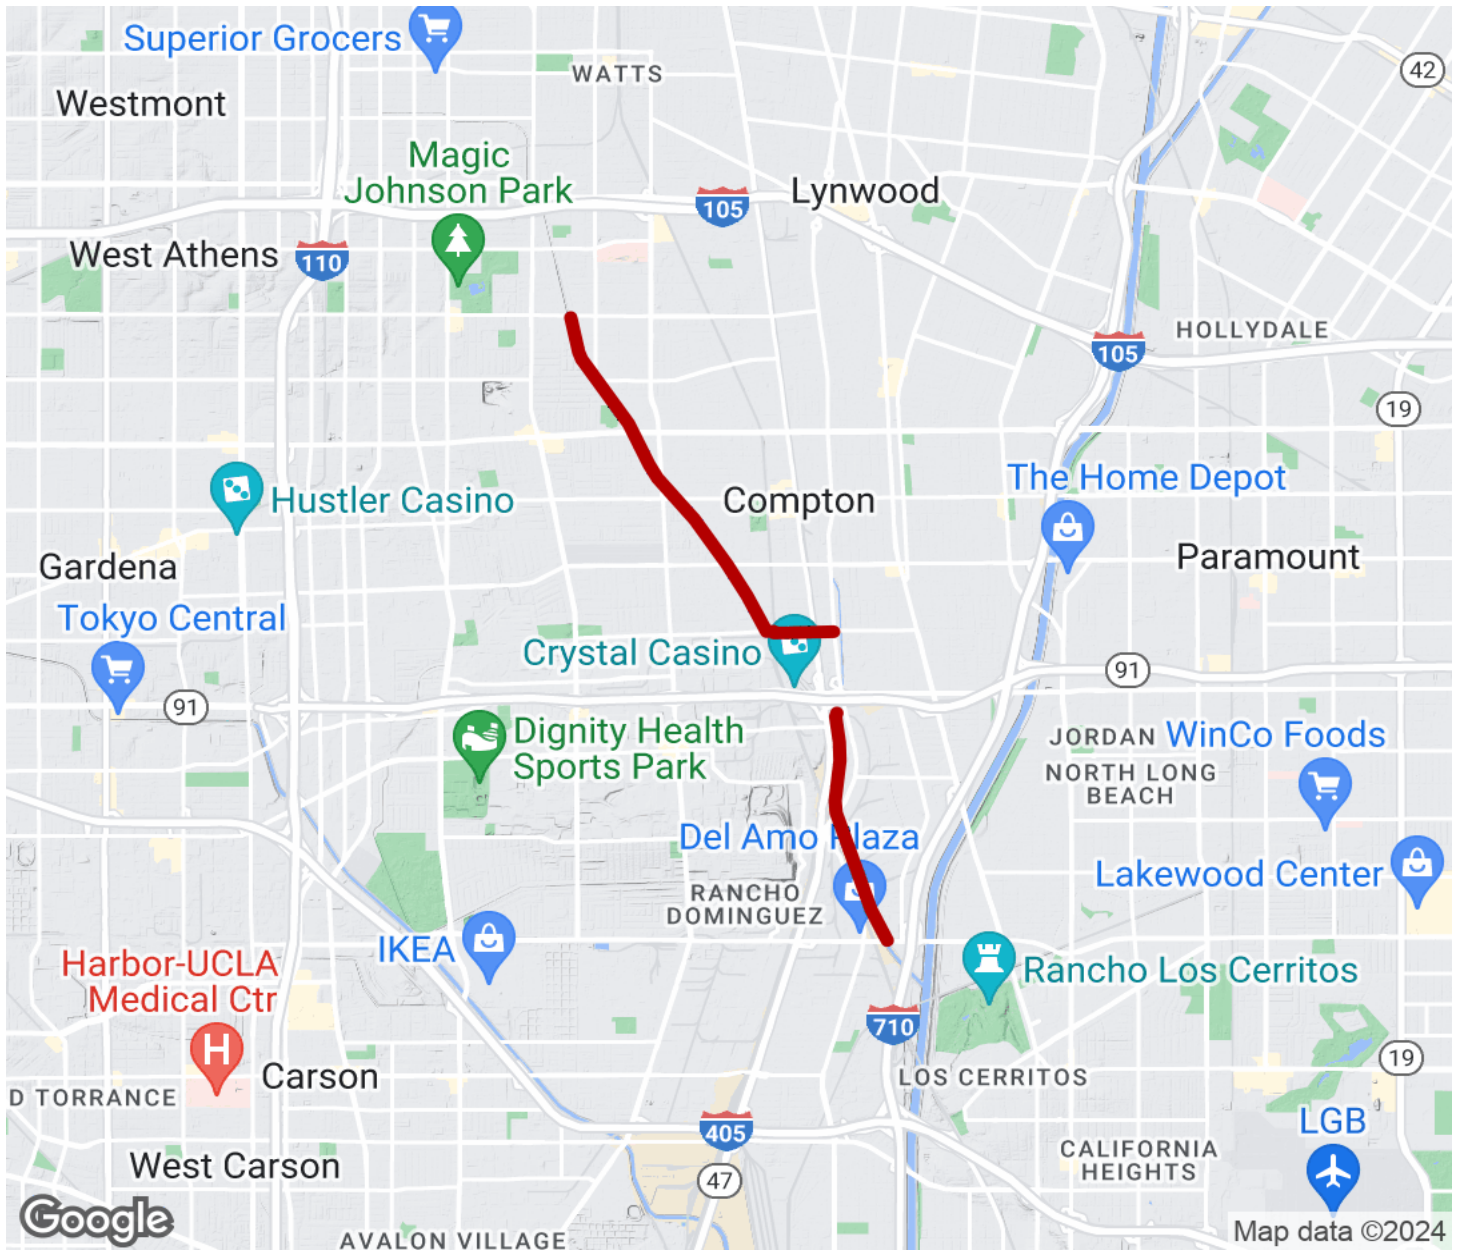 Superior Grocers
WATTS
42
Westmont
Magic
Johnson Park
105
Lynwood
West Athens
110
HOLLYDALE
105
19
The Home Depot
Hustler Casino
Compton
Gardena
Paramount
Tokyo Central
Crystal Casino
91
91
Dignity Health
Sports Park
JORDAN
WinCo Foods
NORTH LONG
BEACH
Del Amo Plaza
Lakewood Center
RANCHO
DOMINGUEZ
IKEA
Harbor-UCLA
Medical Ctr
Rancho Los Cerritos
710
H
19
Carson
LOS CERRITOS
D TORRANCE
405
LGB
West Carson
CALIFORNIA
HEIGHTS
47
Google
AVALON VILLAGE
Map data ©2024